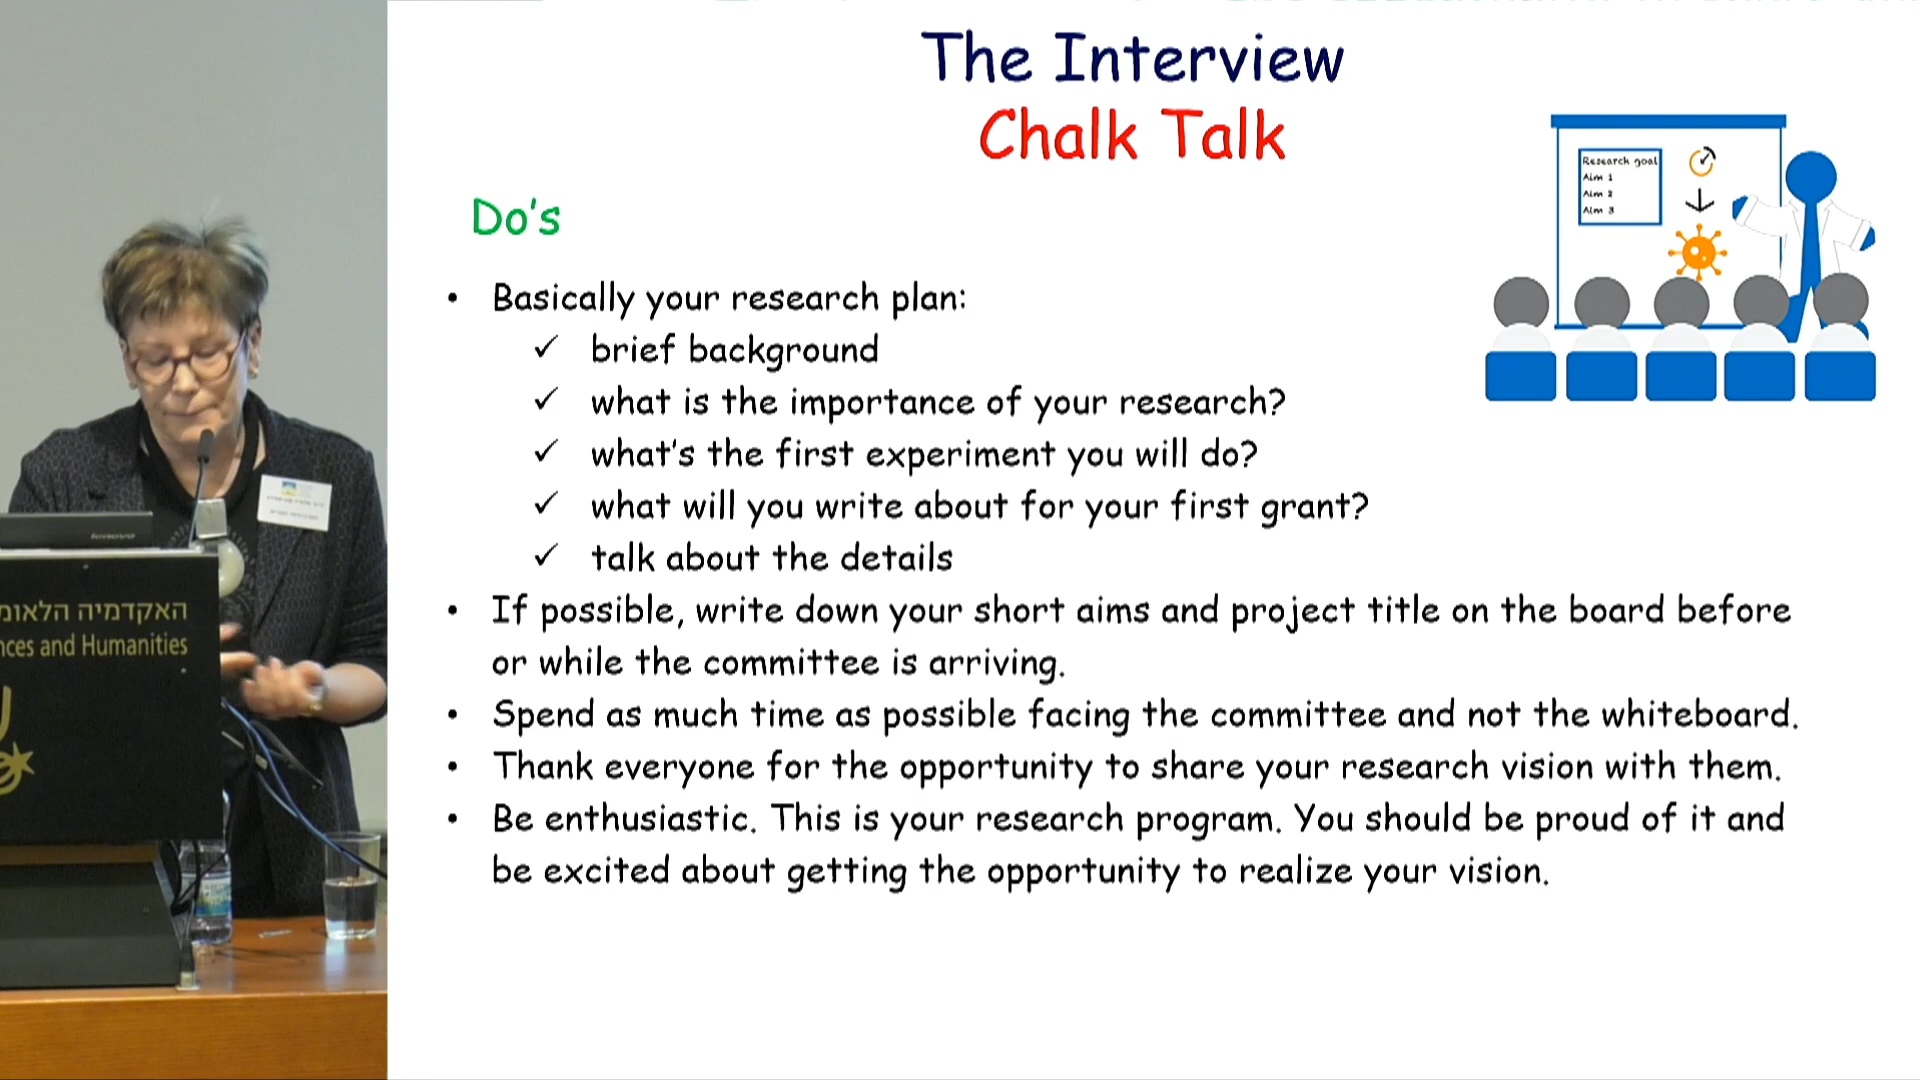 The Interview
Chalk Talk
Do's
• Basically your research plan:
✓ brief background
✓ what is the importance of your research?
✓ what's the first experiment you will do?
✓ what will you write about for your first grant?
✓ talk about the details
• If possible, write down your short aims and project title on the board before
or while the committee is arriving.
• Spend as much time as possible facing the committee and not the whiteboard.
• Thank everyone for the opportunity to share your research vision with them.
• Be enthusiastic. This is your research program. You should be proud of it and
be excited about getting the opportunity to realize your vision.
Research goal
Aim 1
Aim 2
Aim 3
lenovo
האקדמיה הלאומ
nces and Humanities